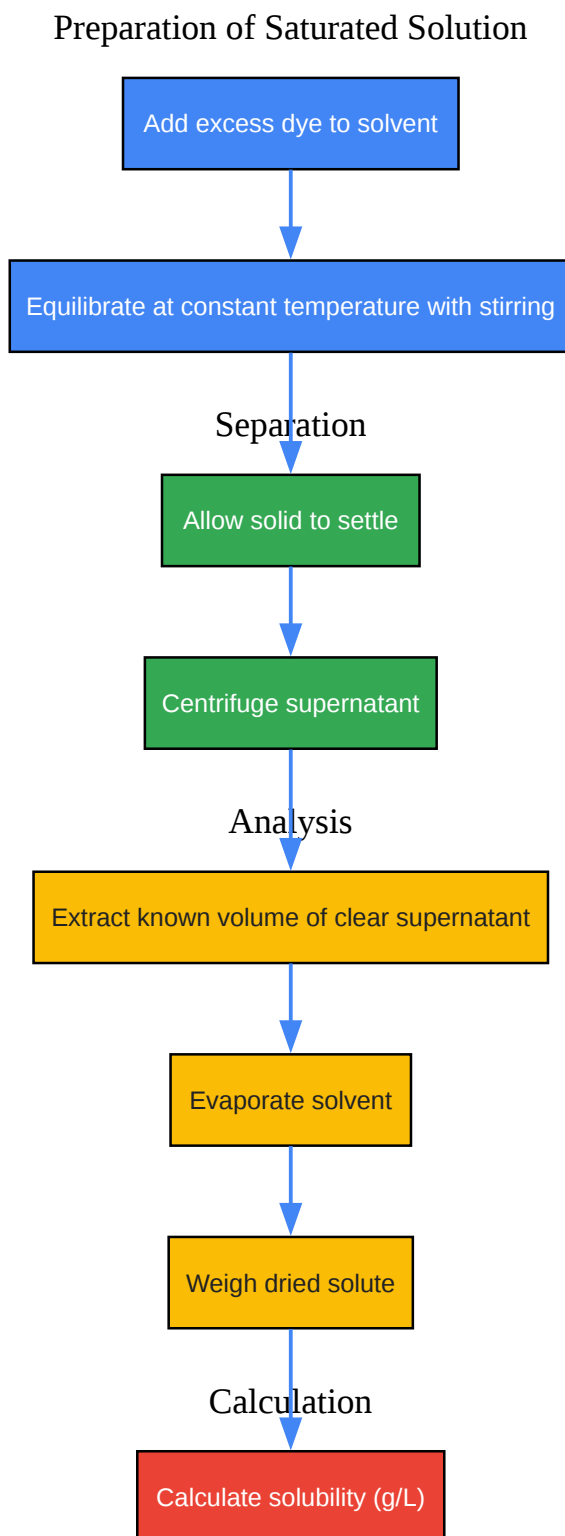 Preparation of Saturated Solution
Add excess dye to solvent
Equilibrate at constant temperature with stirring
Separation
Allow solid to settle
Centrifuge supernatant
Analysis
Extract known volume of clear supernatant
Evaporate solvent
Weigh dried solute
Calculation
Calculate solubility (g/L)